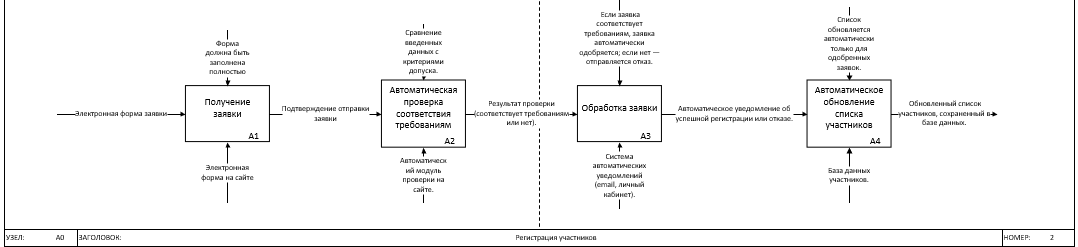 Форма
должна быть
заполнена
полностью
Сравнение
введенных
данных с
критериями
допуска.
Если заявка
соответствует
требованиям, заявка
автоматически
одобряется; если нет —
отправляется отказ.
Список
обновляется
автоматически
только для
одобренных
заявок.
Электронная форма заявки
Получение
заявки
A1
Подтверждение отправки
заявки
Автоматическая
проверка
соответствия
требованиям
A2
Результат проверки
(соответствует требованиям
или нет).
Обработка заявки
A3
Автоматическое уведомление об
успешной регистрации или отказе.
Автоматическое
обновление
списка
участников
A4
Обновленный список
участников, сохраненный в
базе данных.
Электронная
форма на сайте
Автоматическ
ий модуль
проверки на
сайте.
Система
автоматических
уведомлений
(email, личный
кабинет).
База данных
участников.
УЗЕЛ: A0 ЗАГОЛОВОК: Регистрация участников НОМЕР: 2